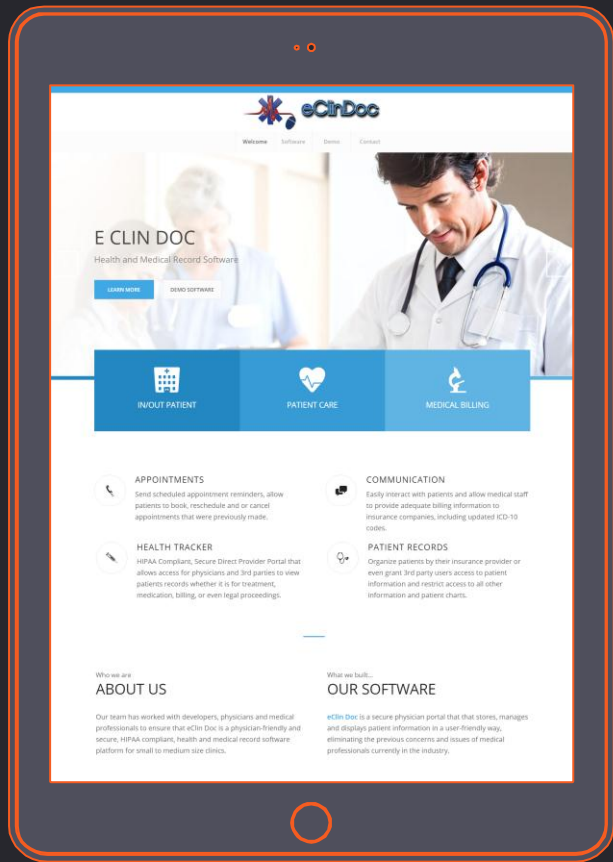 eClinDoc
Welcome Software Demo Contact
E CLIN DOC
Health and Medical Record Software
LEARN MORE DEMO SOFTWARE
IN/OUT PATIENT PATIENT CARE MEDICAL BILLING
APPOINTMENTS
Send scheduled appointment reminders, allow
patients to book, reschedule and or cancel
appointments that were previously made.
COMMUNICATION
Easily interact with patients and allow medical staff
to provide adequate billing information to
insurance companies, including updated ICD-10
codes.
HEALTH TRACKER
HIPAA Compliant, Secure Direct Provider Portal that
allows access for physicians and 3rd parties to view
patients records whether it is for treatment,
medication, billing, or even legal proceedings.
PATIENT RECORDS
Organize patients by their insurance provider or
even grant 3rd party users access to patient
information and restrict access to all other
information and patient charts.
Who we are
ABOUT US
Our team has worked with developers, physicians and medical
professionals to ensure that eClin Doc is a physician-friendly and
secure, HIPAA compliant, health and medical record software
platform for small to medium size clinics.
What we built...
OUR SOFTWARE
eClin Doc is a secure physician portal that that stores, manages
and displays patient information in a user-friendly way,
eliminating the previous concerns and issues of medical
professionals currently in the industry.